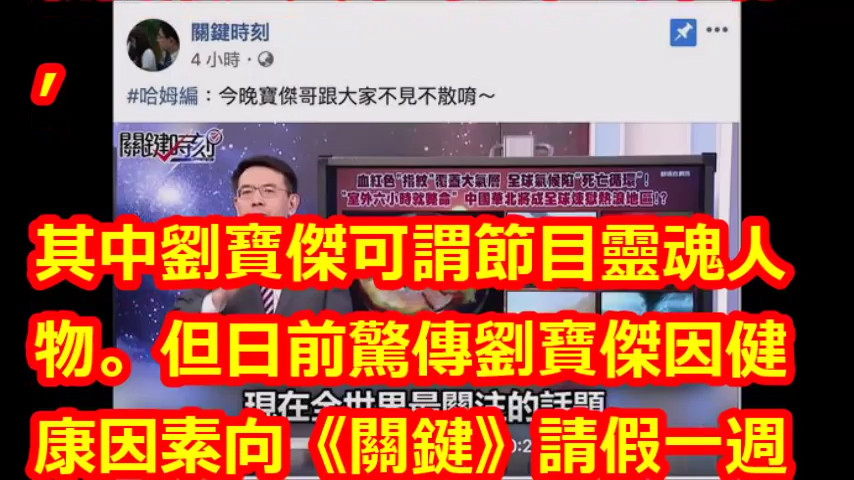 ，
關鍵時刻
4 小時 ·
#哈姆編：今晚寶傑哥跟大家不見不散唷～
關鍵時刻
血紅色"指紋"覆蓋大氣層 全球氣候陷"死亡循環"！
"室外六小時就斃命" 中國華北將成全球煉獄熱浪地區!?
其中劉寶傑可謂節目靈魂人
物。但日前驚傳劉寶傑因健
現在全世界最關注的話題
康因素向《關鍵》請假一週